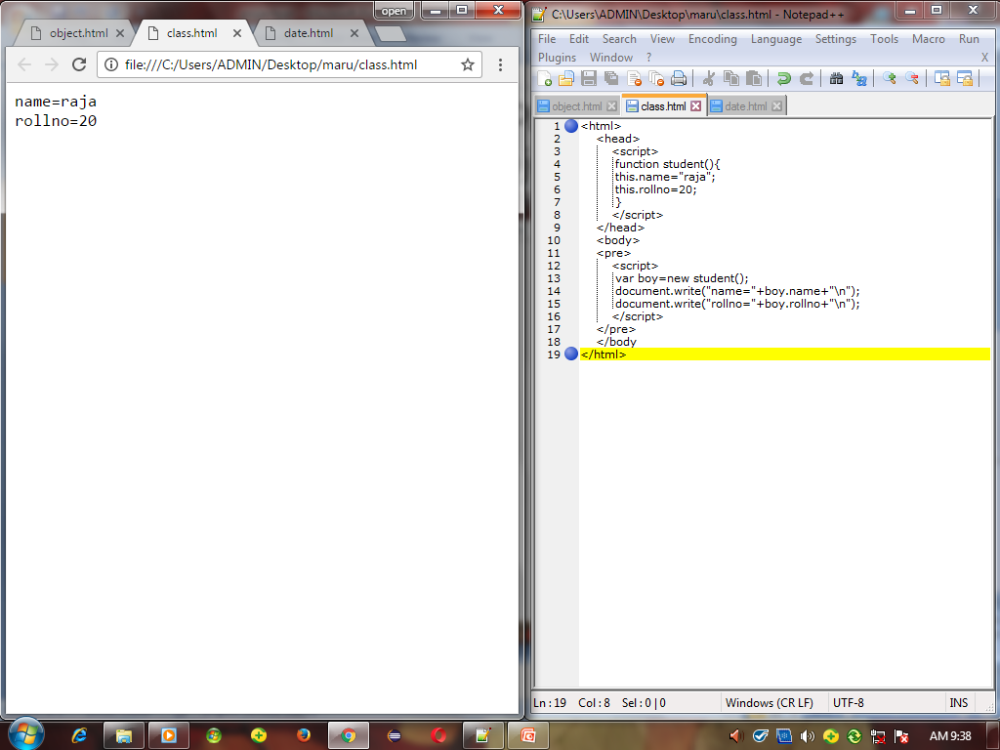 open
object.html
class.html
date.html
file:///C:/Users/ADMIN/Desktop/maru/class.html
name=raja
rollno=20
C:\Users\ADMIN\Desktop\maru\class.html - Notepad++
File Edit Search View Encoding Language Settings Tools Macro Run
Plugins Window ? X
object.html class.html date.html
1 <html>
2 <head>
3 <script>
4 function student(){
5 this.name="raja";
6 this.rollno=20;
7 }
8 </script>
9 </head>
10 <body>
11 <pre>
12 <script>
13 var boy=new student();
14 document.write("name="+boy.name+"\n");
15 document.write("rollno="+boy.rollno+"\n");
16 </script>
17 </pre>
18 </body
19 </html>
Ln : 19 Col : 8 Sel : 0 | 0 Windows (CR LF) UTF-8 INS
AM 9:38